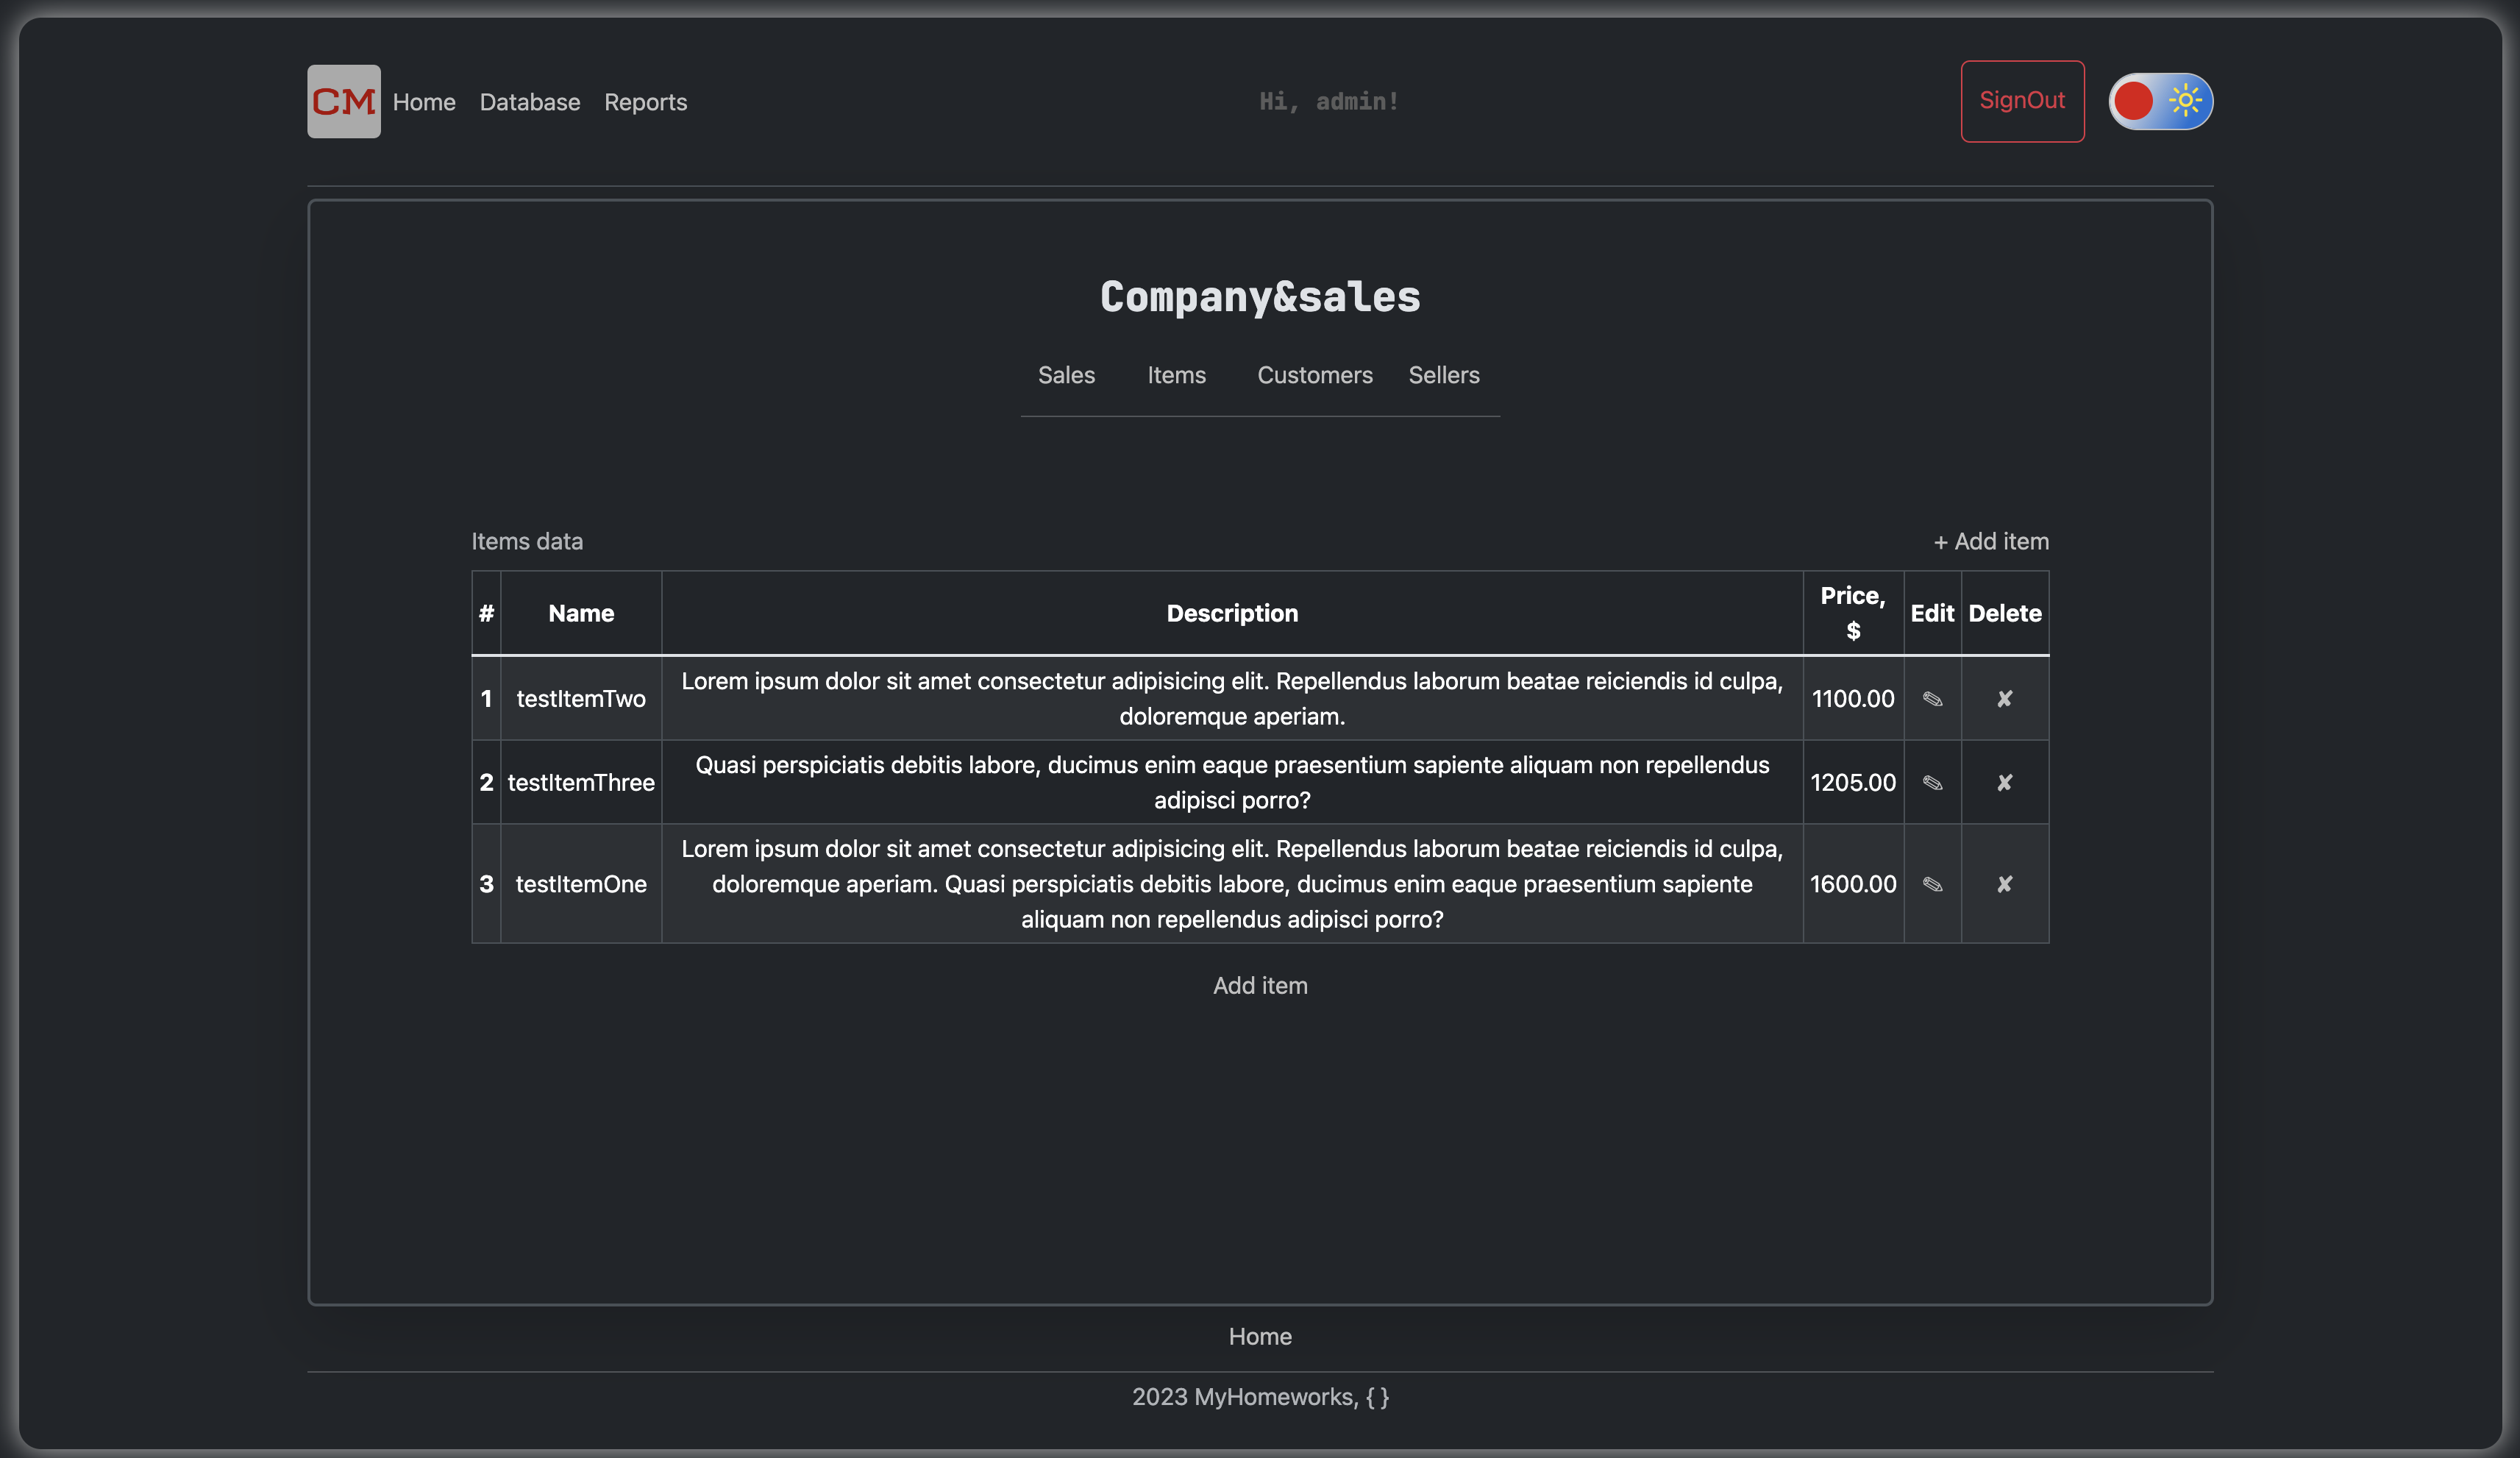 CM Home Database Reports Hi, admin! SignOut
Company&sales
Sales Items Customers Sellers
Items data + Add item
# Name Description Price, $ Edit Delete
1 testItemTwo Lorem ipsum dolor sit amet consectetur adipisicing elit. Repellendus laborum beatae reiciendis id culpa,
doloremque aperiam. 1100.00 ✎ ✘
2 testItemThree Quasi perspiciatis debitis labore, ducimus enim eaque praesentium sapiente aliquam non repellendus
adipisci porro? 1205.00 ✎ ✘
3 testItemOne Lorem ipsum dolor sit amet consectetur adipisicing elit. Repellendus laborum beatae reiciendis id culpa,
doloremque aperiam. Quasi perspiciatis debitis labore, ducimus enim eaque praesentium sapiente
aliquam non repellendus adipisci porro? 1600.00 ✎ ✘
Add item
Home
2023 MyHomeworks, { }